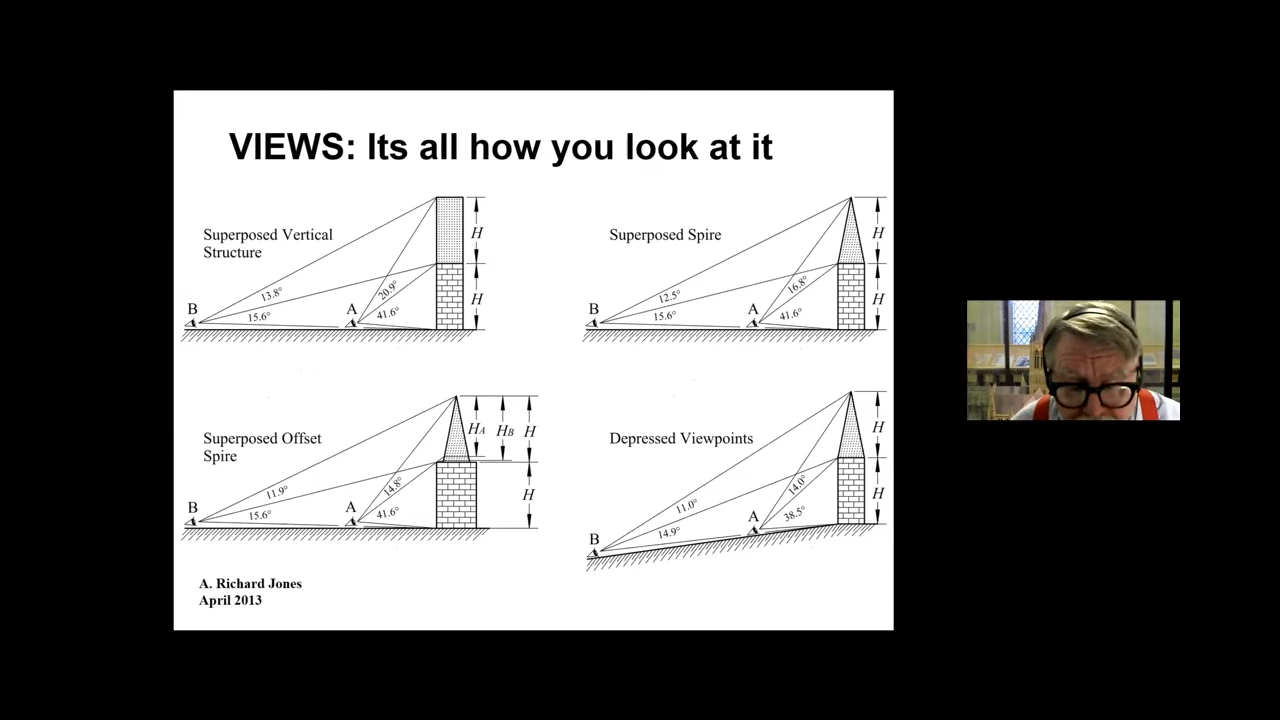 VIEWS: Its all how you look at it
Superposed Vertical
Structure
H
H
B
A
13.8°
15.6°
20.9°
41.6°
Superposed Spire
H
H
B
A
12.5°
15.6°
16.8°
41.6°
Superposed Offset
Spire
HA HB H
H
B
A
11.9°
15.6°
14.8°
41.6°
Depressed Viewpoints
H
H
B
A
11.0°
14.9°
14.0°
38.5°
A. Richard Jones
April 2013